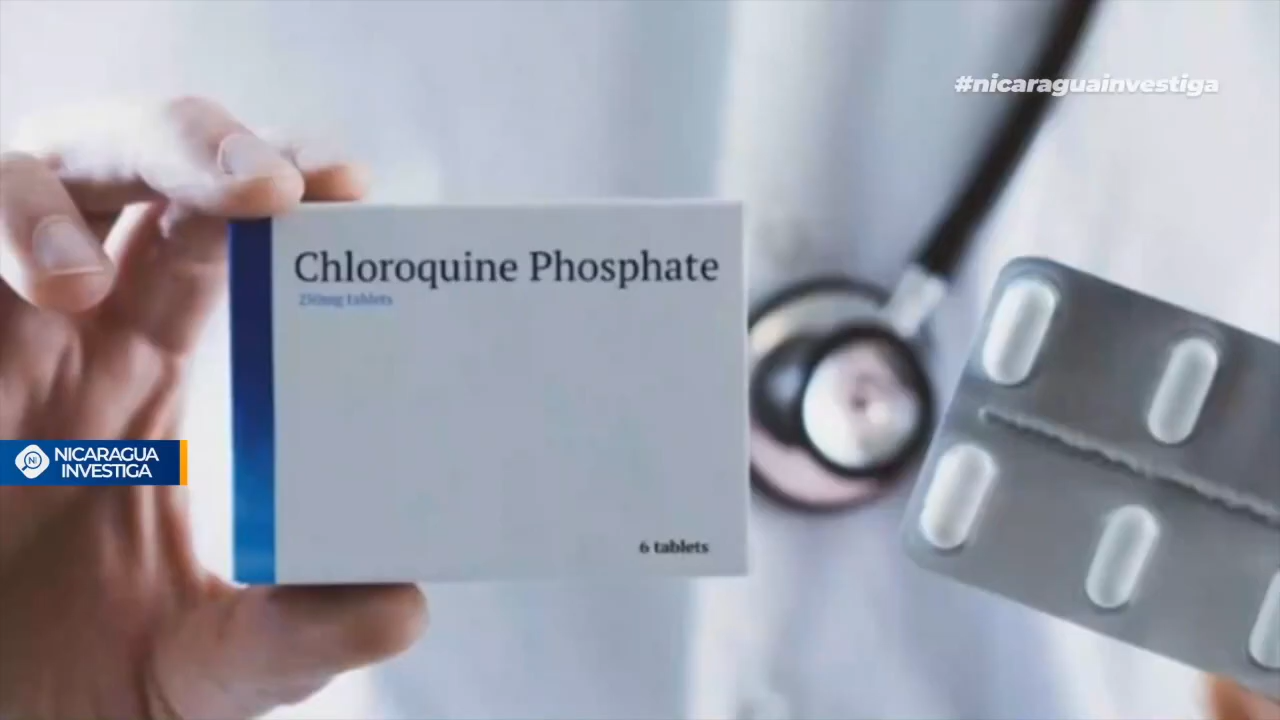 #nicaraguainvestiga
Chloroquine Phosphate
250mg tablets
6 tablets
NICARAGUA
INVESTIGA